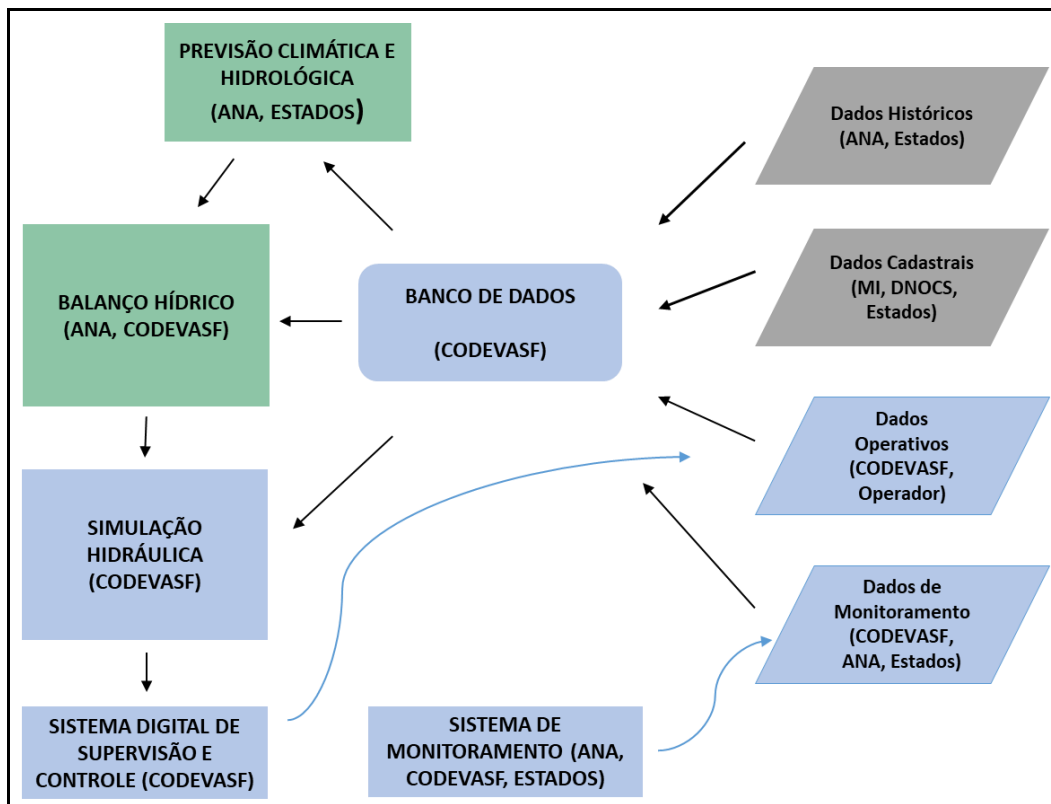 PREVISÃO CLIMÁTICA E
HIDROLÓGICA
(ANA, ESTADOS)
Dados Históricos
(ANA, Estados)
BALANÇO HÍDRICO
(ANA, CODEVASF)
BANCO DE DADOS
(CODEVASF)
Dados Cadastrais
(MI, DNOCS,
Estados)
Dados
Operativos
(CODEVASF,
Operador)
SIMULAÇÃO
HIDRÁULICA
(CODEVASF)
Dados de
Monitoramento
(CODEVASF,
ANA, Estados)
SISTEMA DIGITAL DE
SUPERVISÃO E
CONTROLE (CODEVASF)
SISTEMA DE
MONITORAMENTO (ANA,
CODEVASF, ESTADOS)